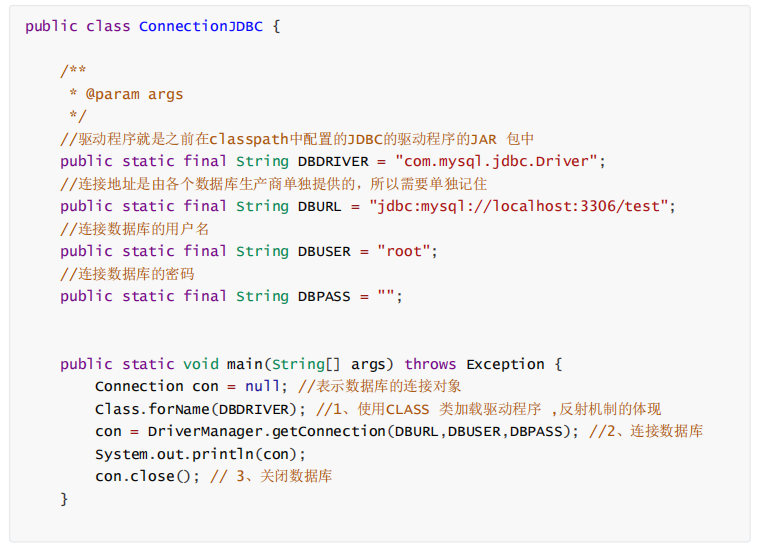 public class ConnectionJDBC {
/**
* @param args
*/
//驱动程序就是之前在classpath中配置的JDBC的驱动程序的JAR 包中
public static final String DBDRIVER = "com.mysql.jdbc.Driver";
//连接地址是由各个数据库生产商单独提供的，所以需要单独记住
public static final String DBURL = "jdbc:mysql://localhost:3306/test";
//连接数据库的用户名
public static final String DBUSER = "root";
//连接数据库的密码
public static final String DBPASS = "";
public static void main(String[] args) throws Exception {
Connection con = null; //表示数据库的连接对象
Class.forName(DBDRIVER); //1、使用CLASS 类加载驱动程序 ,反射机制的体现
con = DriverManager.getConnection(DBURL,DBUSER,DBPASS); //2、连接数据库
System.out.println(con);
con.close(); // 3、关闭数据库
}